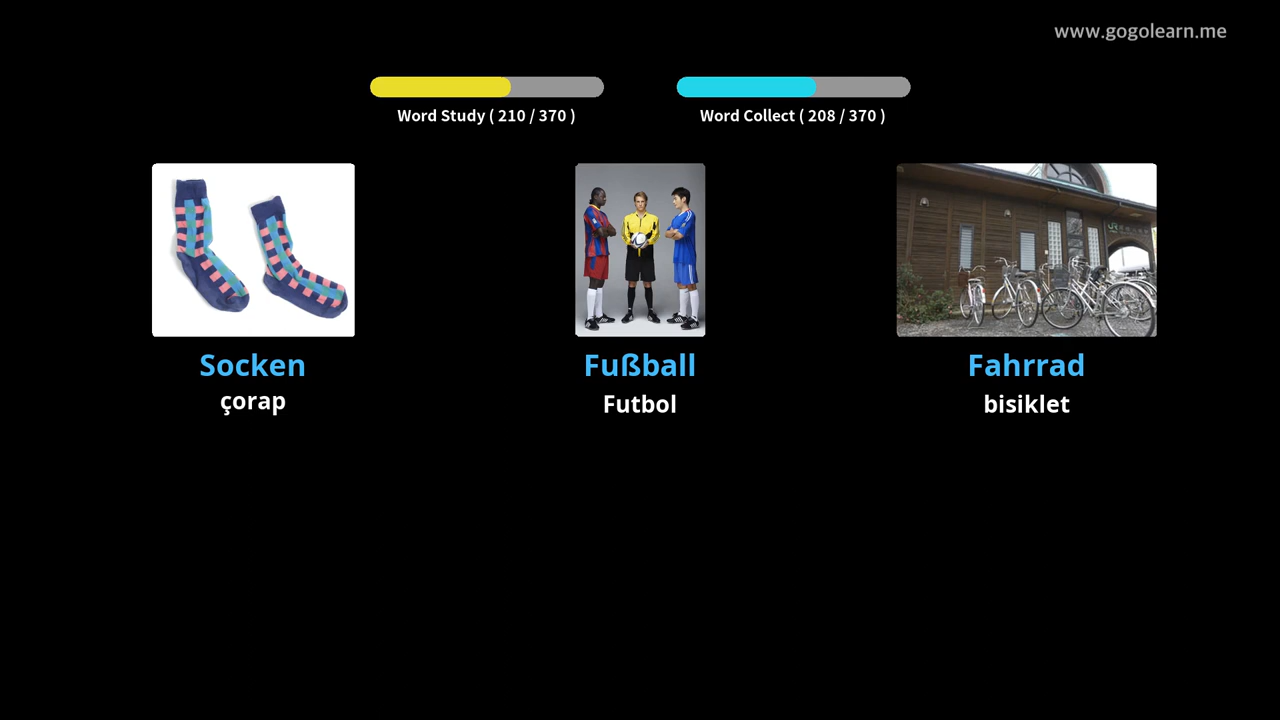 www.gogolearn.me
Word Study ( 210 / 370 )
Word Collect ( 208 / 370 )
Socken
çorap
Fußball
Futbol
Fahrrad
bisiklet